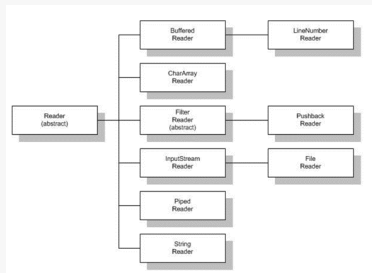 Buffered
Reader
LineNumber
Reader
CharArray
Reader
Reader
(abstract)
Filter
Reader
(abstract)
Pushback
Reader
InputStream
Reader
File
Reader
Piped
Reader
String
Reader